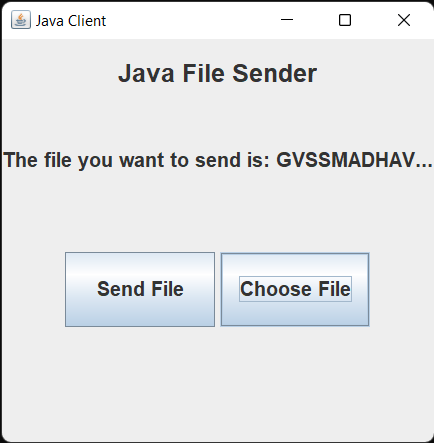 Java Client
Java File Sender
The file you want to send is: GVSSMADHAV...
Send File
Choose File